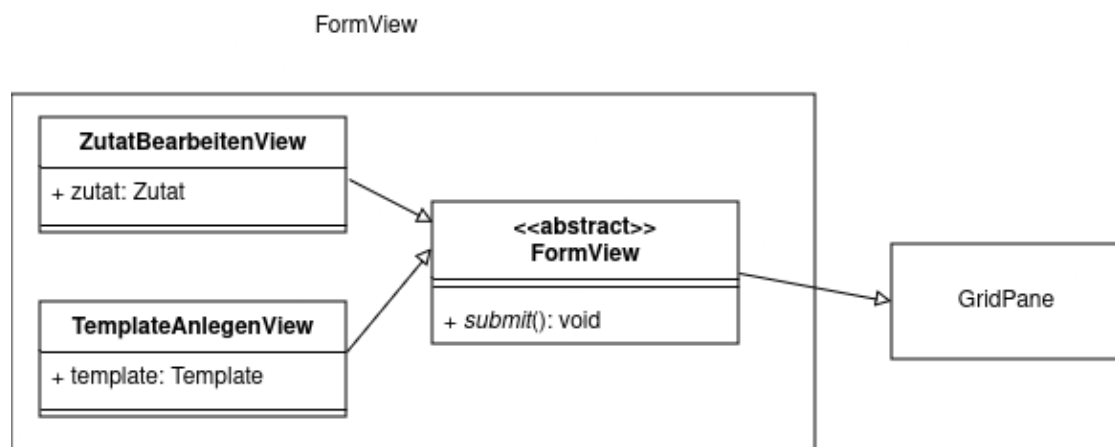 FormView
ZutatBearbeitenView
+ zutat: Zutat
<<abstract>>
FormView
+ submit(): void
GridPane
TemplateAnlegenView
+ template: Template